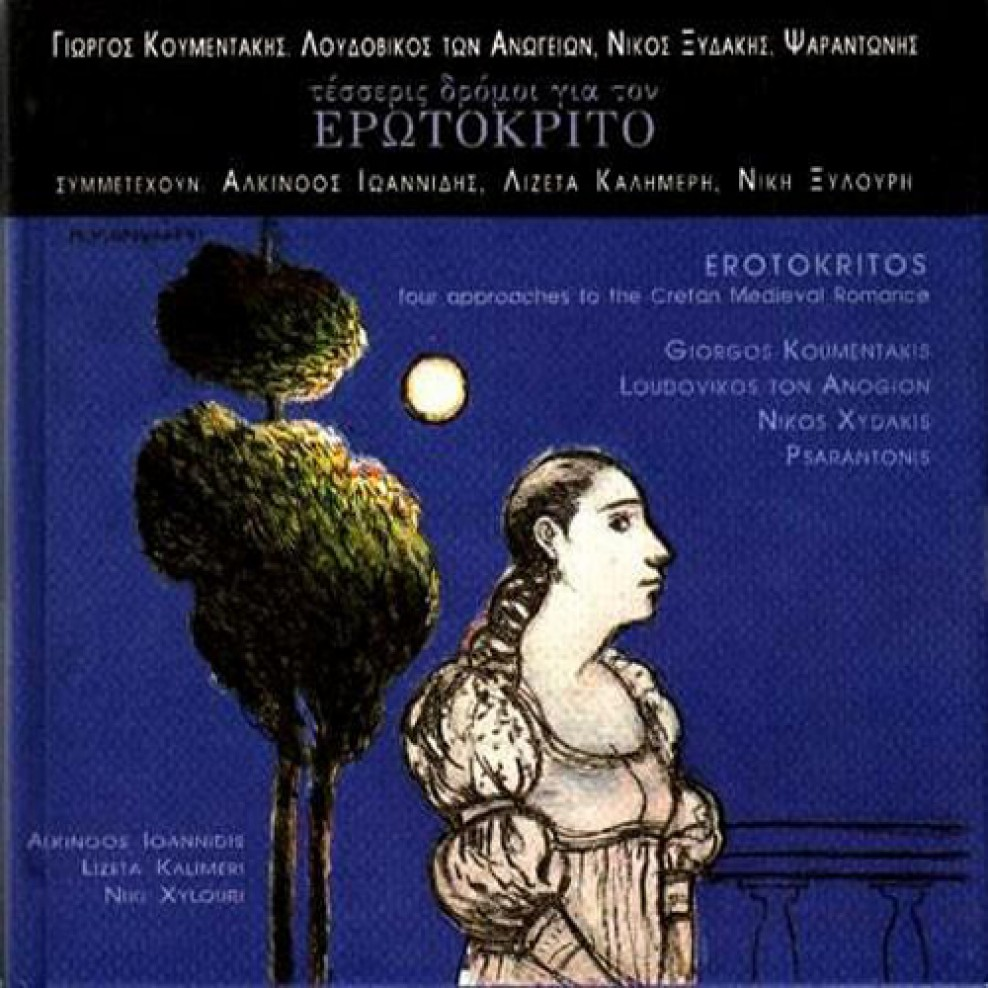 Γιωργος Κουμεντακης, Λουδοβικος των Ανωγειων, Νικος Ξυδακης, Ψαραντωνης
τέσσερις δρόμοι για τον
ΕΡΩΤΟΚΡΙΤΟ
συμμετεχουν: Αλκινοος Ιωαννιδης, Λιζετα Καλημερη, Νικη Ξυλουρη
EROTOKRITOS
four approaches to the Cretan Medieval Romance
Giorgos Koumentakis
Loudovikos ton Anogion
Nikos Xydakis
Psarantonis
Alkinoos Ioannidis
Lizeta Kalimeri
Niki Xylouri